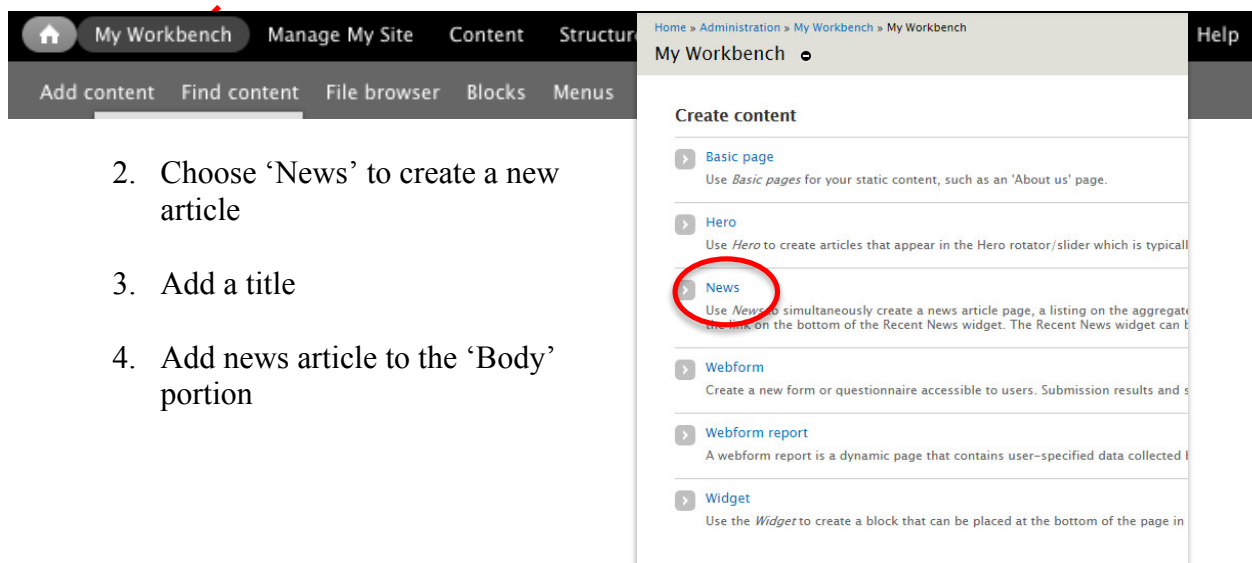 My Workbench Manage My Site Content Structur
Help
Add content Find content File browser Blocks Menus
2. Choose ‘News’ to create a new
article
3. Add a title
4. Add news article to the ‘Body’
portion
Home » Administration » My Workbench » My Workbench
My Workbench
Create content
Basic page
Use Basic pages for your static content, such as an 'About us' page.
Hero
Use Hero to create articles that appear in the Hero rotator/slider which is typicall
News
Use News to simultaneously create a news article page, a listing on the aggregat
the link on the bottom of the Recent News widget. The Recent News widget can
Webform
Create a new form or questionnaire accessible to users. Submission results and s
Webform report
A webform report is a dynamic page that contains user-specified data collected
Widget
Use the Widget to create a block that can be placed at the bottom of the page in